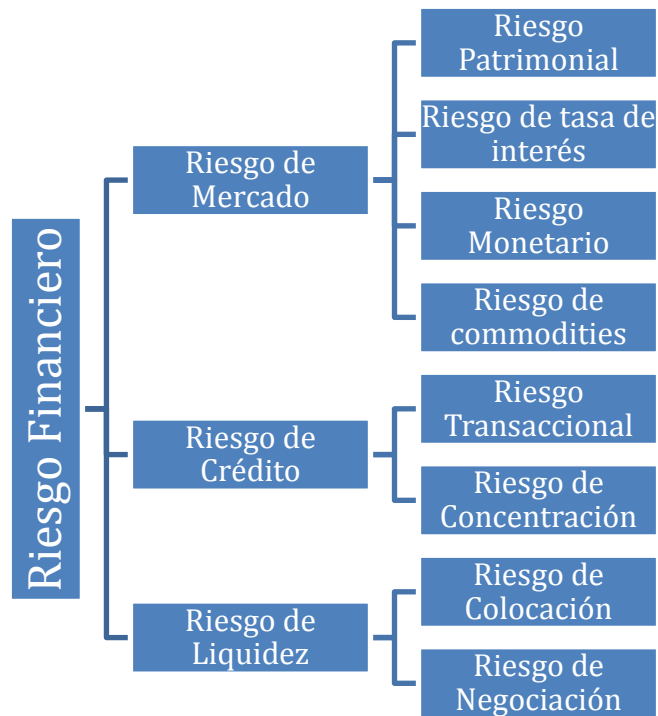 Riesgo Financiero
Riesgo de
Mercado
Riesgo
Patrimonial
Riesgo de tasa de
interés
Riesgo
Monetario
Riesgo de
commodities
Riesgo de
Crédito
Riesgo
Transaccional
Riesgo de
Concentración
Riesgo de
Liquidez
Riesgo de
Colocación
Riesgo de
Negociación